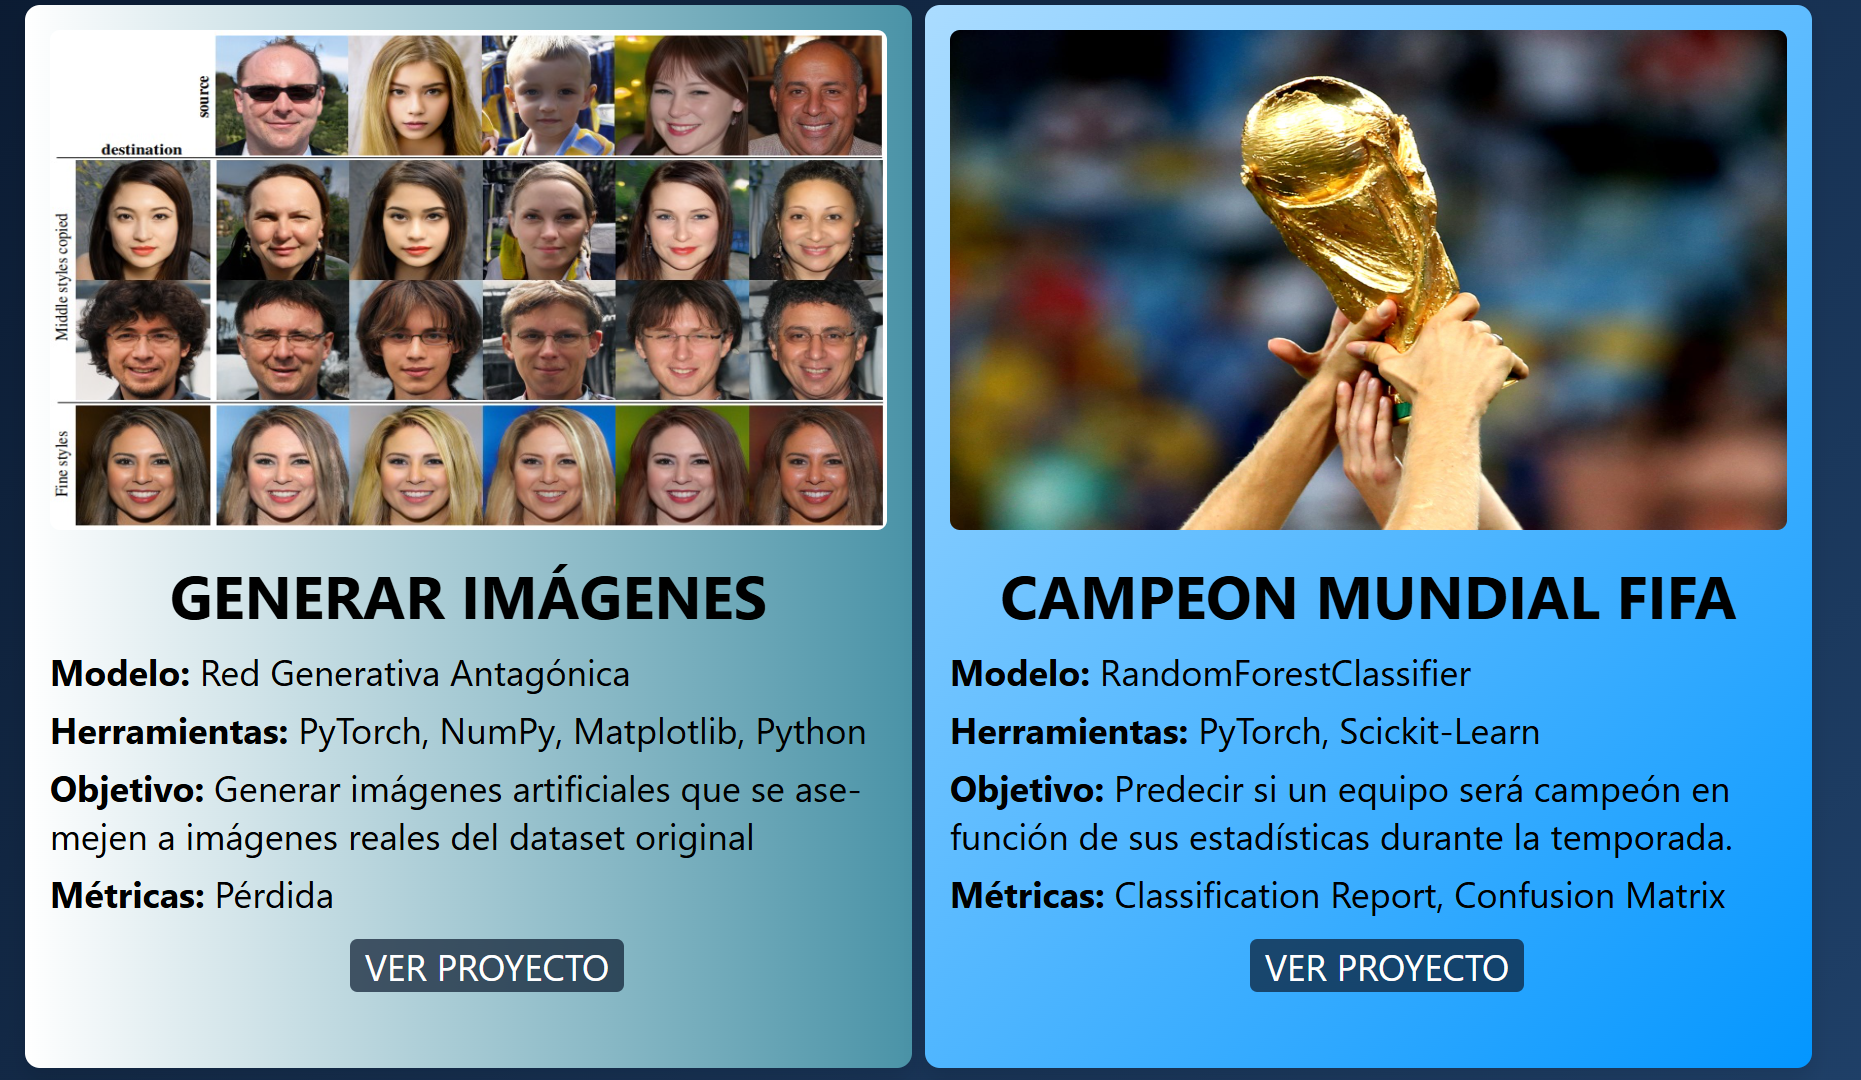 source
destination
Middle styles copied
Fine styles
GENERAR IMÁGENES
Modelo: Red Generativa Antagónica
Herramientas: PyTorch, NumPy, Matplotlib, Python
Objetivo: Generar imágenes artificiales que se ase-
mejen a imágenes reales del dataset original
Métricas: Pérdida
VER PROYECTO
CAMPEON MUNDIAL FIFA
Modelo: RandomForestClassifier
Herramientas: PyTorch, Scickit-Learn
Objetivo: Predecir si un equipo será campeón en
función de sus estadísticas durante la temporada.
Métricas: Classification Report, Confusion Matrix
VER PROYECTO